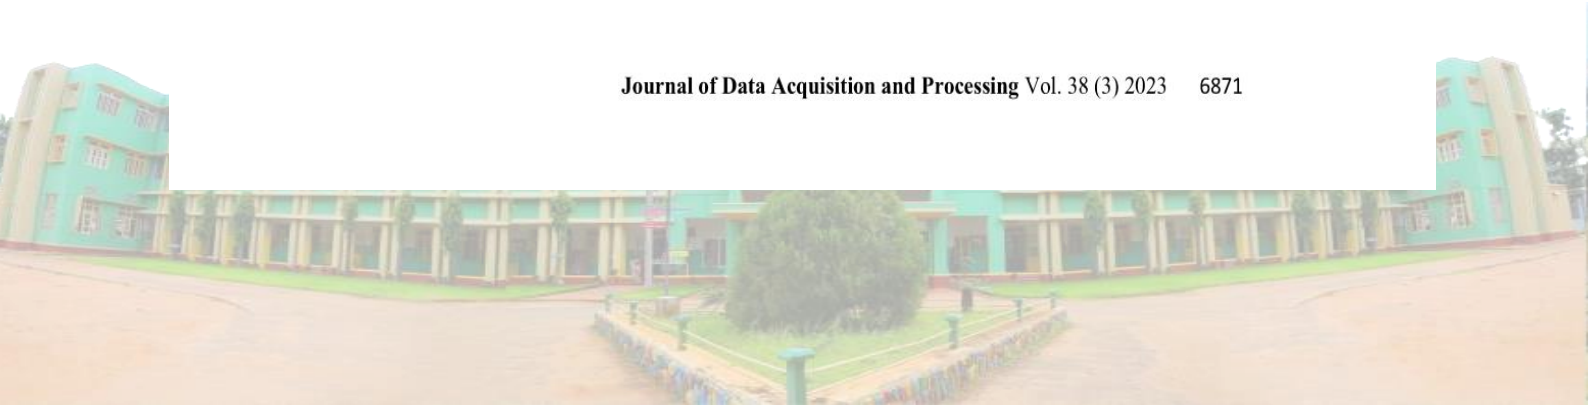 Journal of Data Acquisition and Processing Vol. 38 (3) 2023 6871